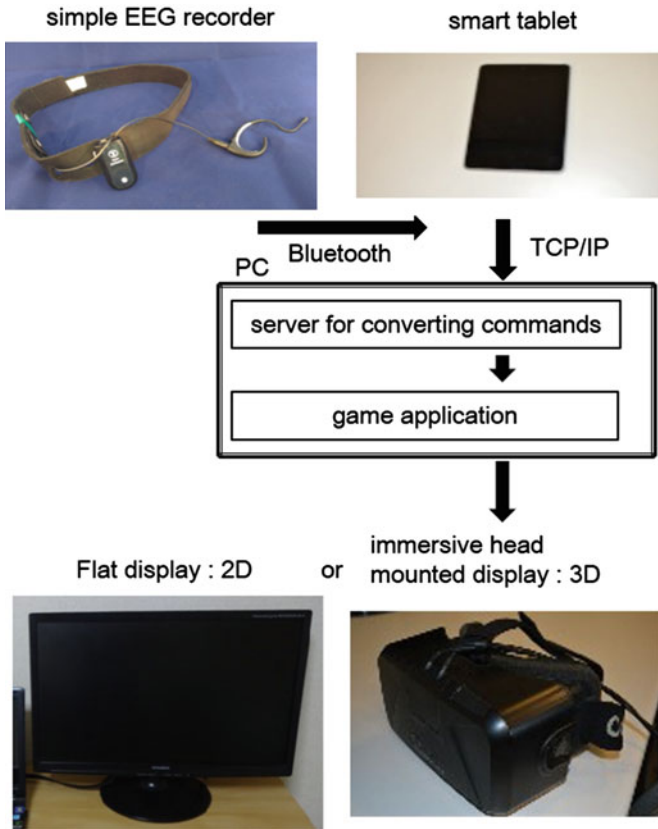 simple EEG recorder
smart tablet
Bluetooth
TCP/IP
PC
server for converting commands
game application
Flat display : 2D
or
immersive head
mounted display : 3D